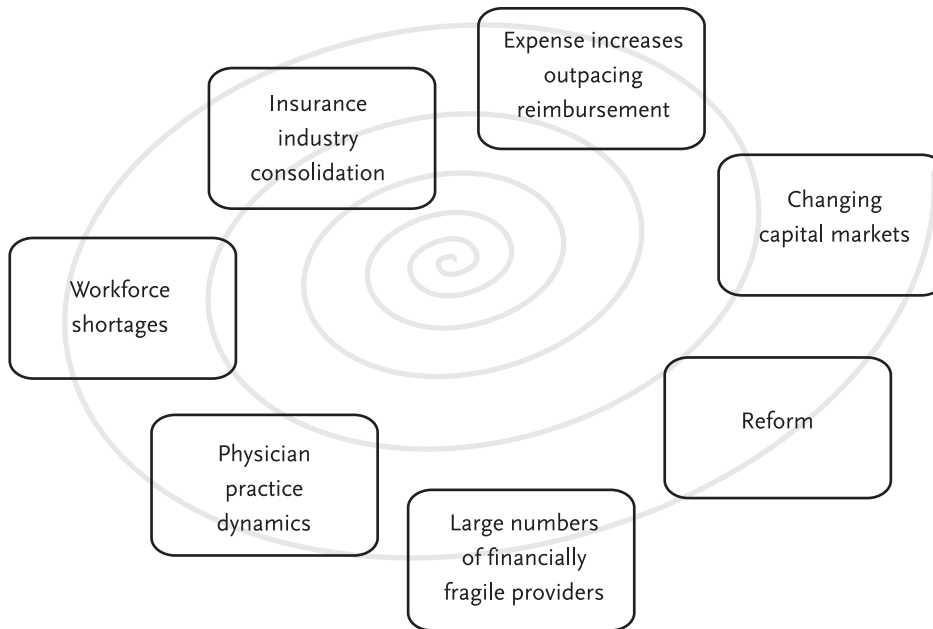 Expense increases
outpacing
reimbursement
Insurance
industry
consolidation
Changing
capital markets
Workforce
shortages
Reform
Physician
practice
dynamics
Large numbers
of financially
fragile providers